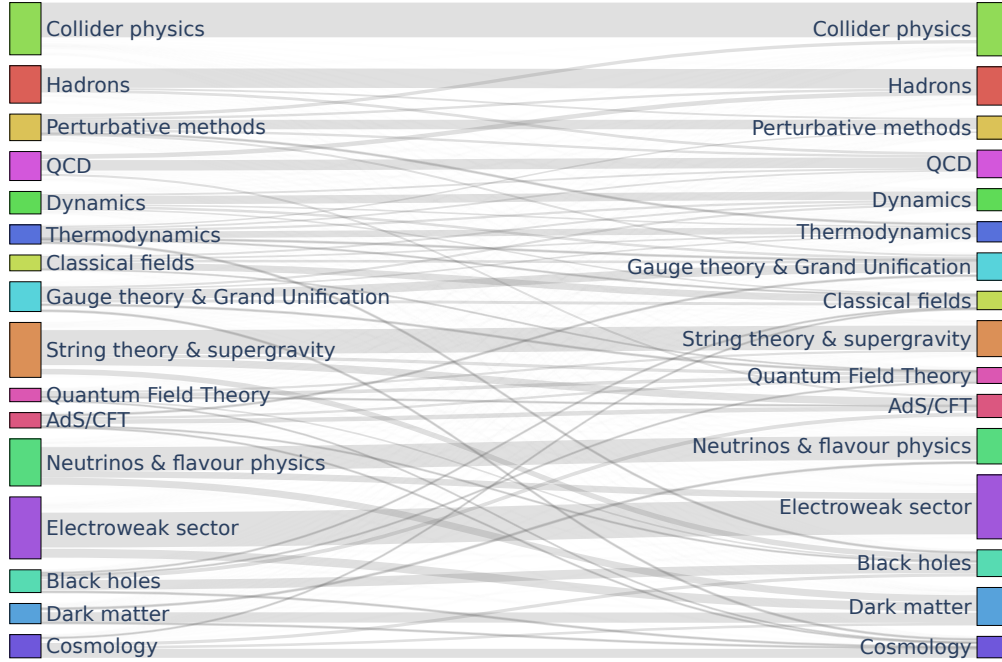 Collider physics
Hadrons
Perturbative methods
QCD
Dynamics
Thermodynamics
Classical fields
Gauge theory & Grand Unification
String theory & supergravity
Quantum Field Theory
AdS/CFT
Neutrinos & flavour physics
Electroweak sector
Black holes
Dark matter
Cosmology
Collider physics
Hadrons
Perturbative methods
QCD
Dynamics
Thermodynamics
Gauge theory & Grand Unification
Classical fields
String theory & supergravity
Quantum Field Theory
AdS/CFT
Neutrinos & flavour physics
Electroweak sector
Black holes
Dark matter
Cosmology